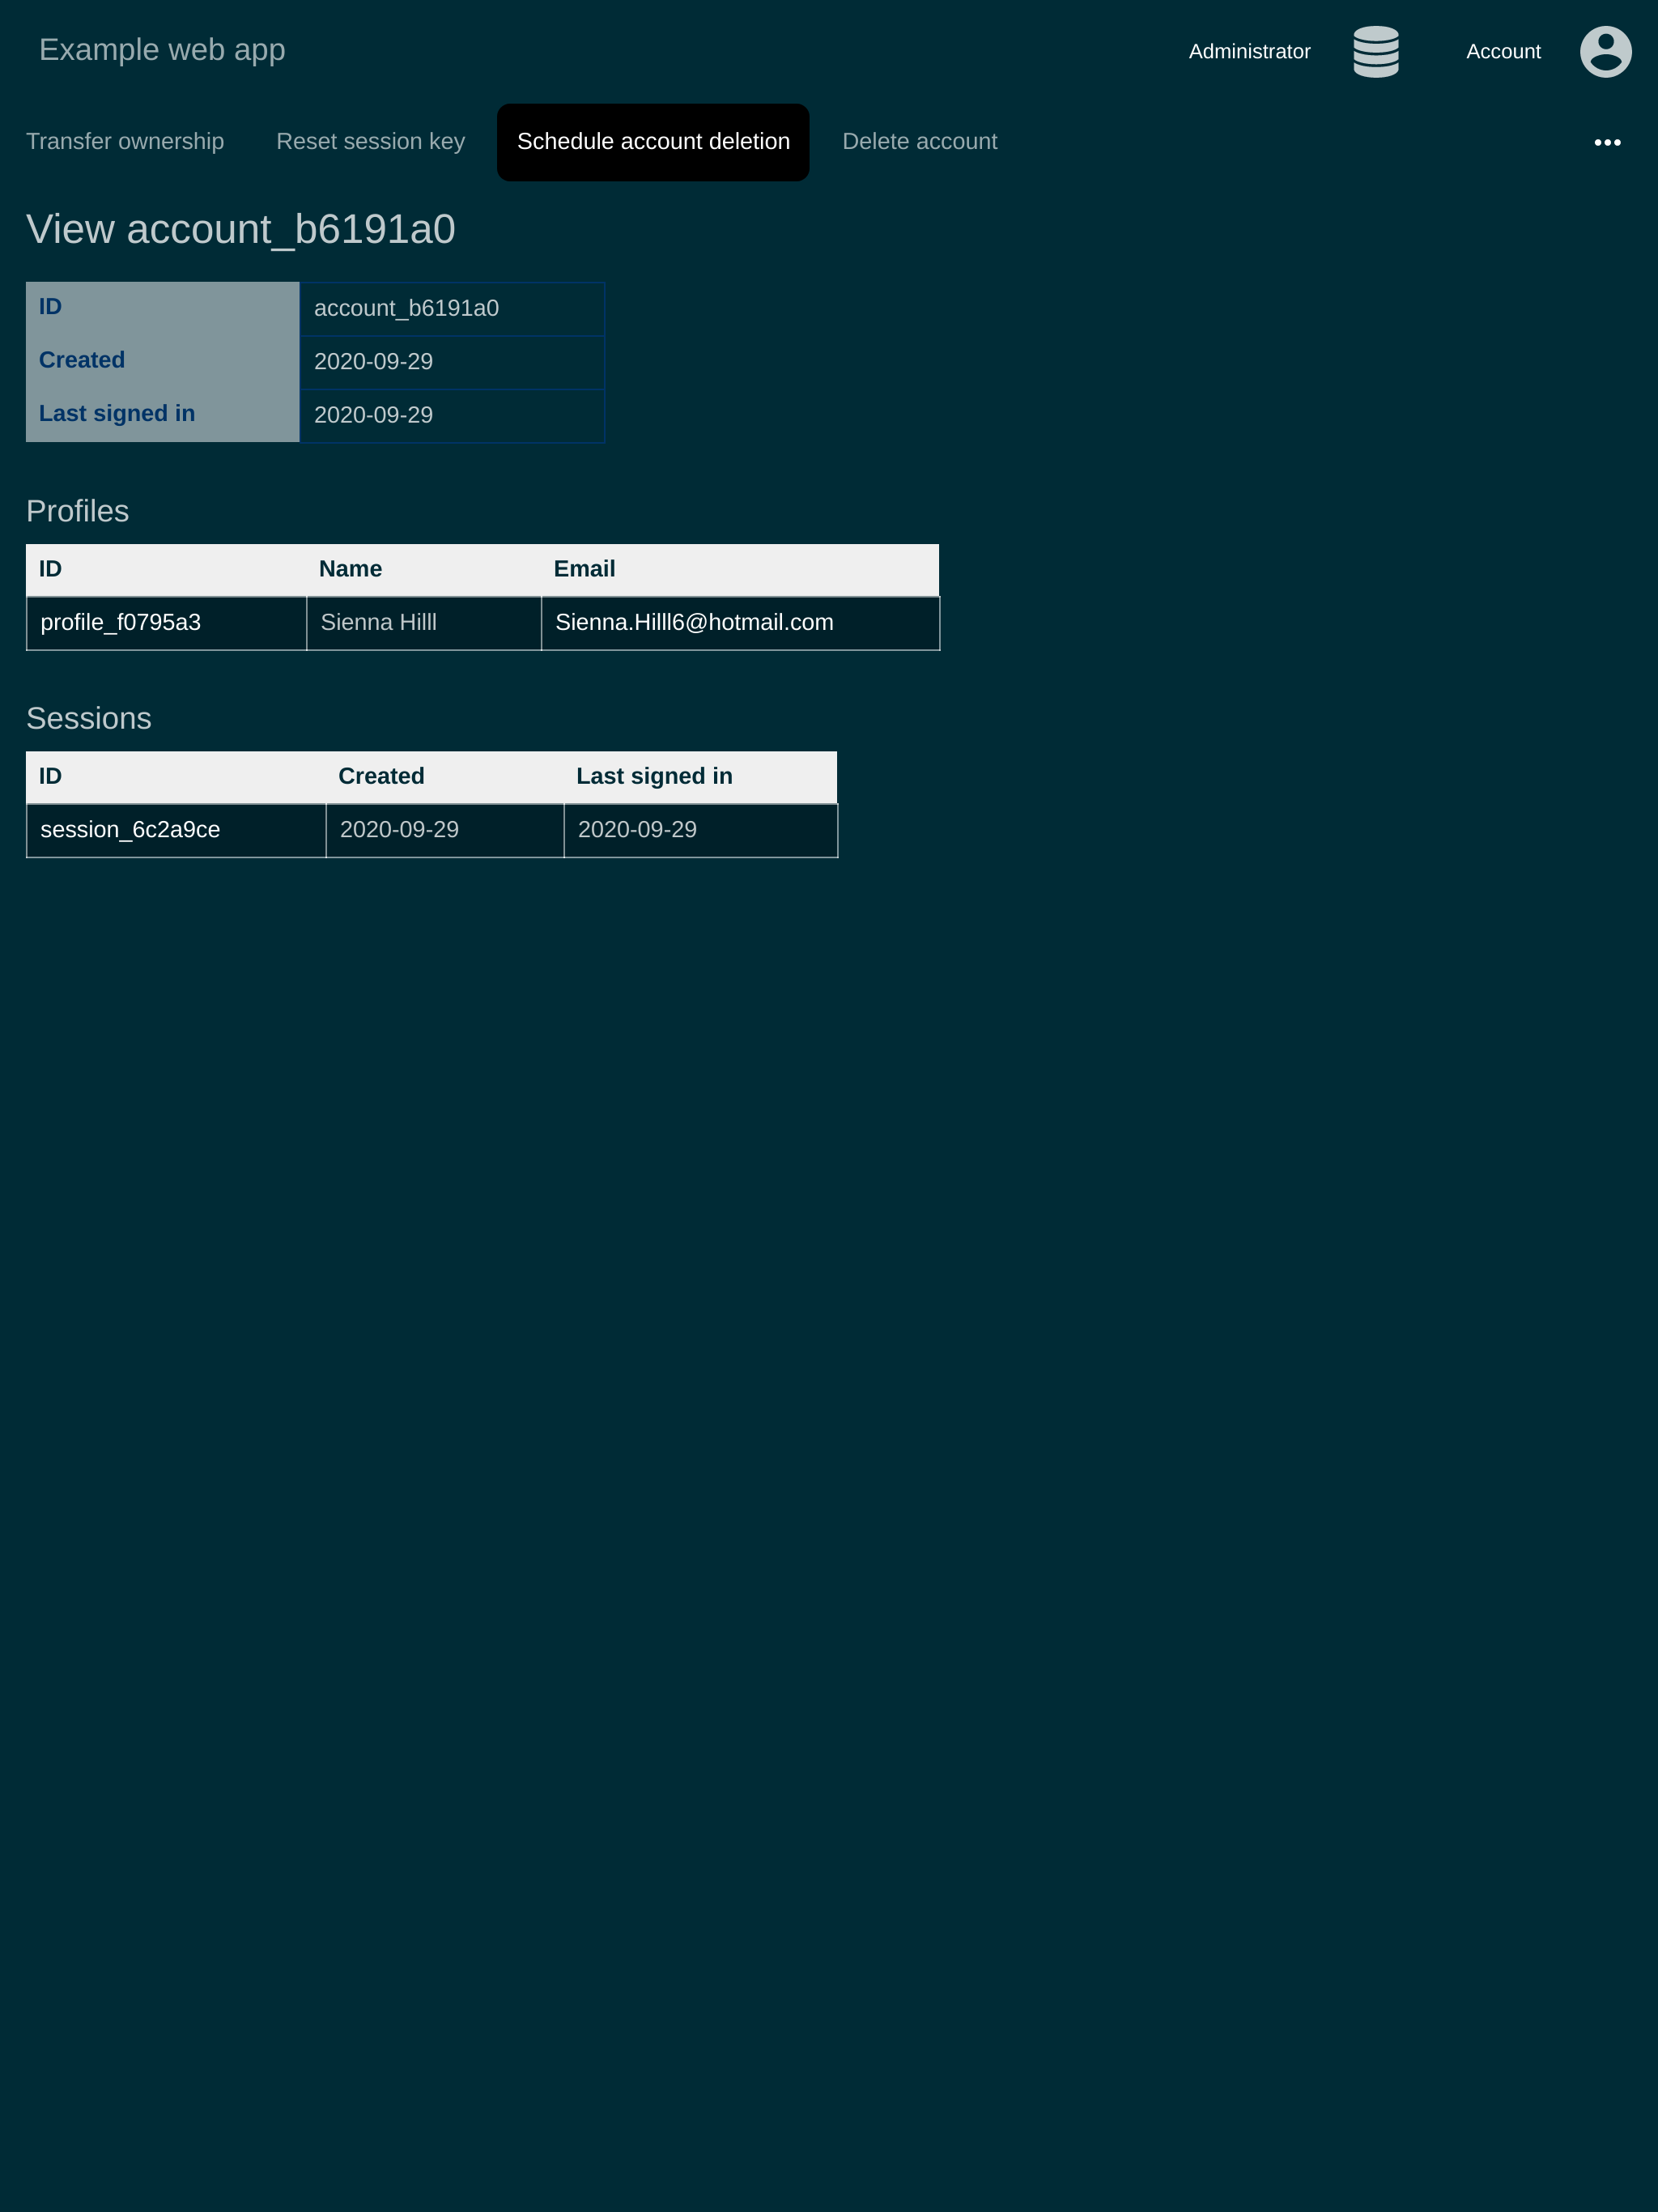 Example web app
Administrator
Account
Transfer ownership
Reset session key
Schedule account deletion
Delete account
View account_b6191a0
ID account_b6191a0
Created 2020-09-29
Last signed in 2020-09-29
Profiles
ID Name Email
profile_f0795a3 Sienna Hilll Sienna.Hilll6@hotmail.com
Sessions
ID Created Last signed in
session_6c2a9ce 2020-09-29 2020-09-29